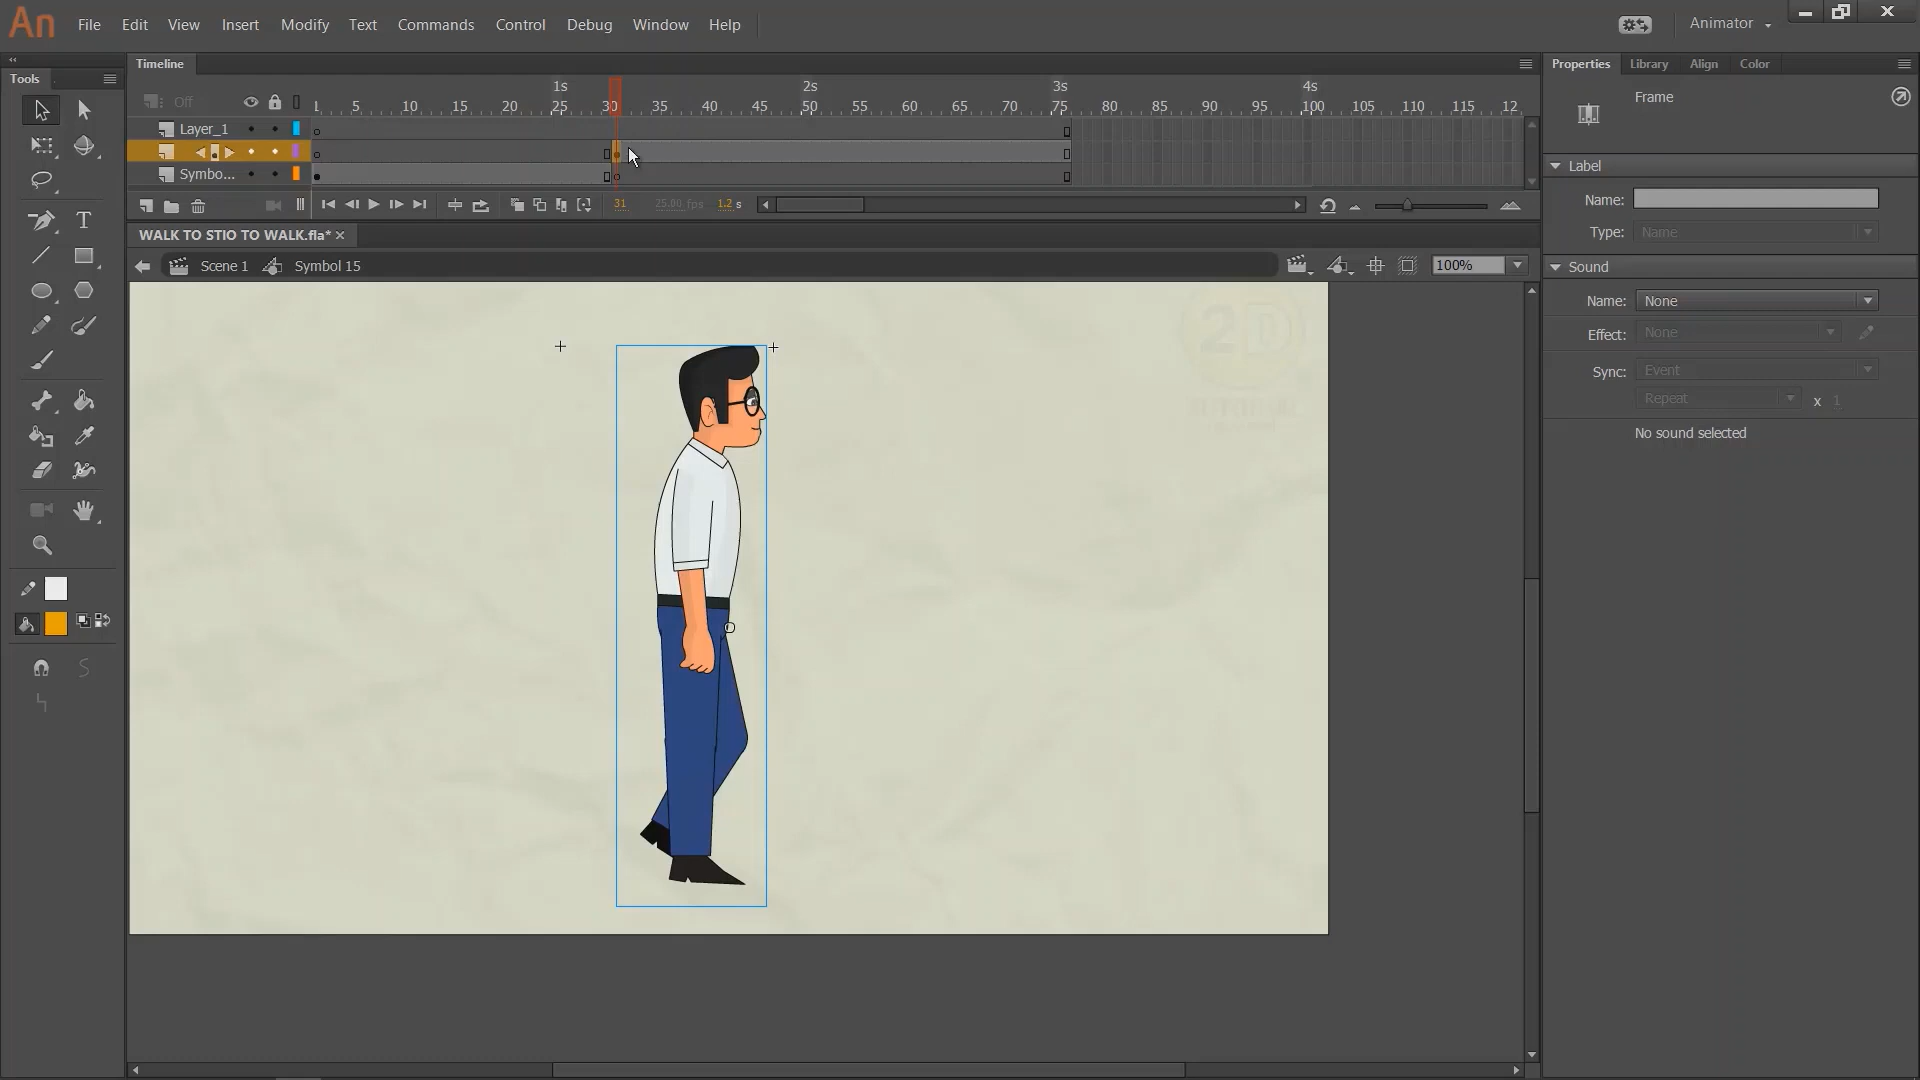 An File Edit View Insert Modify Text Commands Control Debug Window Help Animator
Tools
Timeline
Properties Library Align Color
Off
1s 2s 3s 4s
1 5 10 15 20 25 30 35 40 45 50 55 60 65 70 75 80 85 90 95 100 105 110 115 12
Layer_1
Symbo...
31 25.00 fps 1.2 s
WALK TO STIO TO WALK.fla*
Scene 1 Symbol 15
100%
2D
Frame
Label
Name:
Type: Name
Sound
Name: None
Effect: None
Sync: Event
Repeat x 1
No sound selected